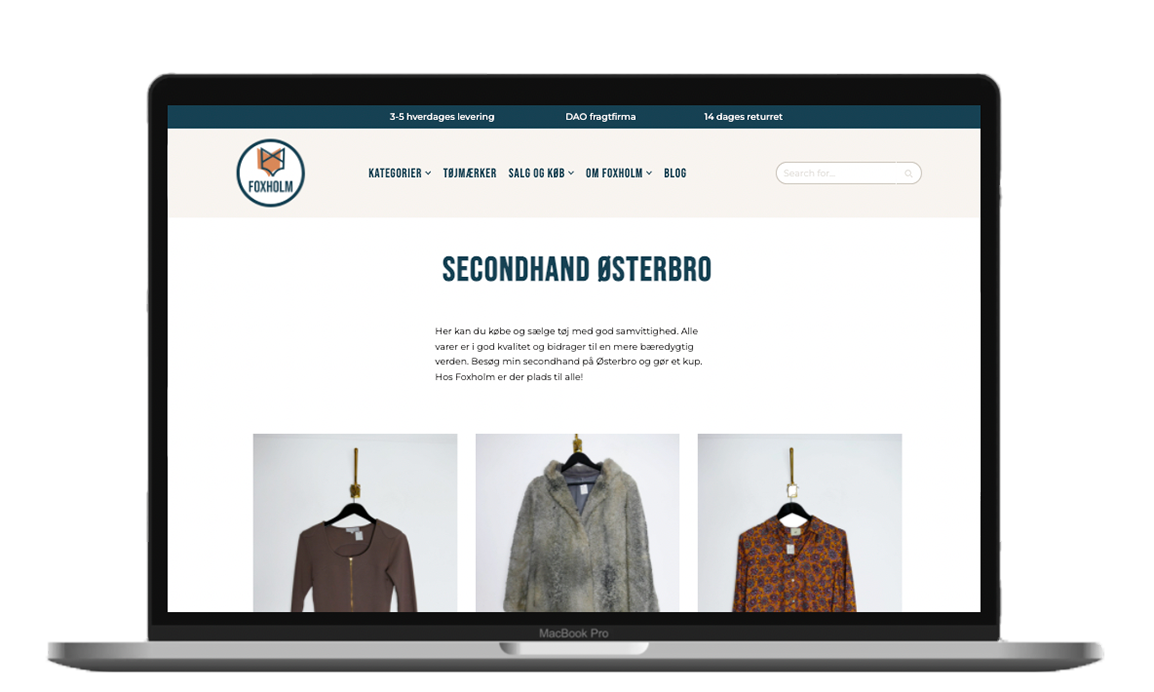 3-5 hverdages levering DAO fragtfirma 14 dages returret
FOXHOLM
KATEGORIER TØJMÆRKER SALG OG KØB OM FOXHOLM BLOG
Search for...
SECONDHAND ØSTERBRO
Her kan du købe og sælge tøj med god samvittighed. Alle
varer er i god kvalitet og bidrager til en mere bæredygtig
verden. Besøg min secondhand på Østerbro og gør et kup.
Hos Foxholm er der plads til alle!
MacBook Pro